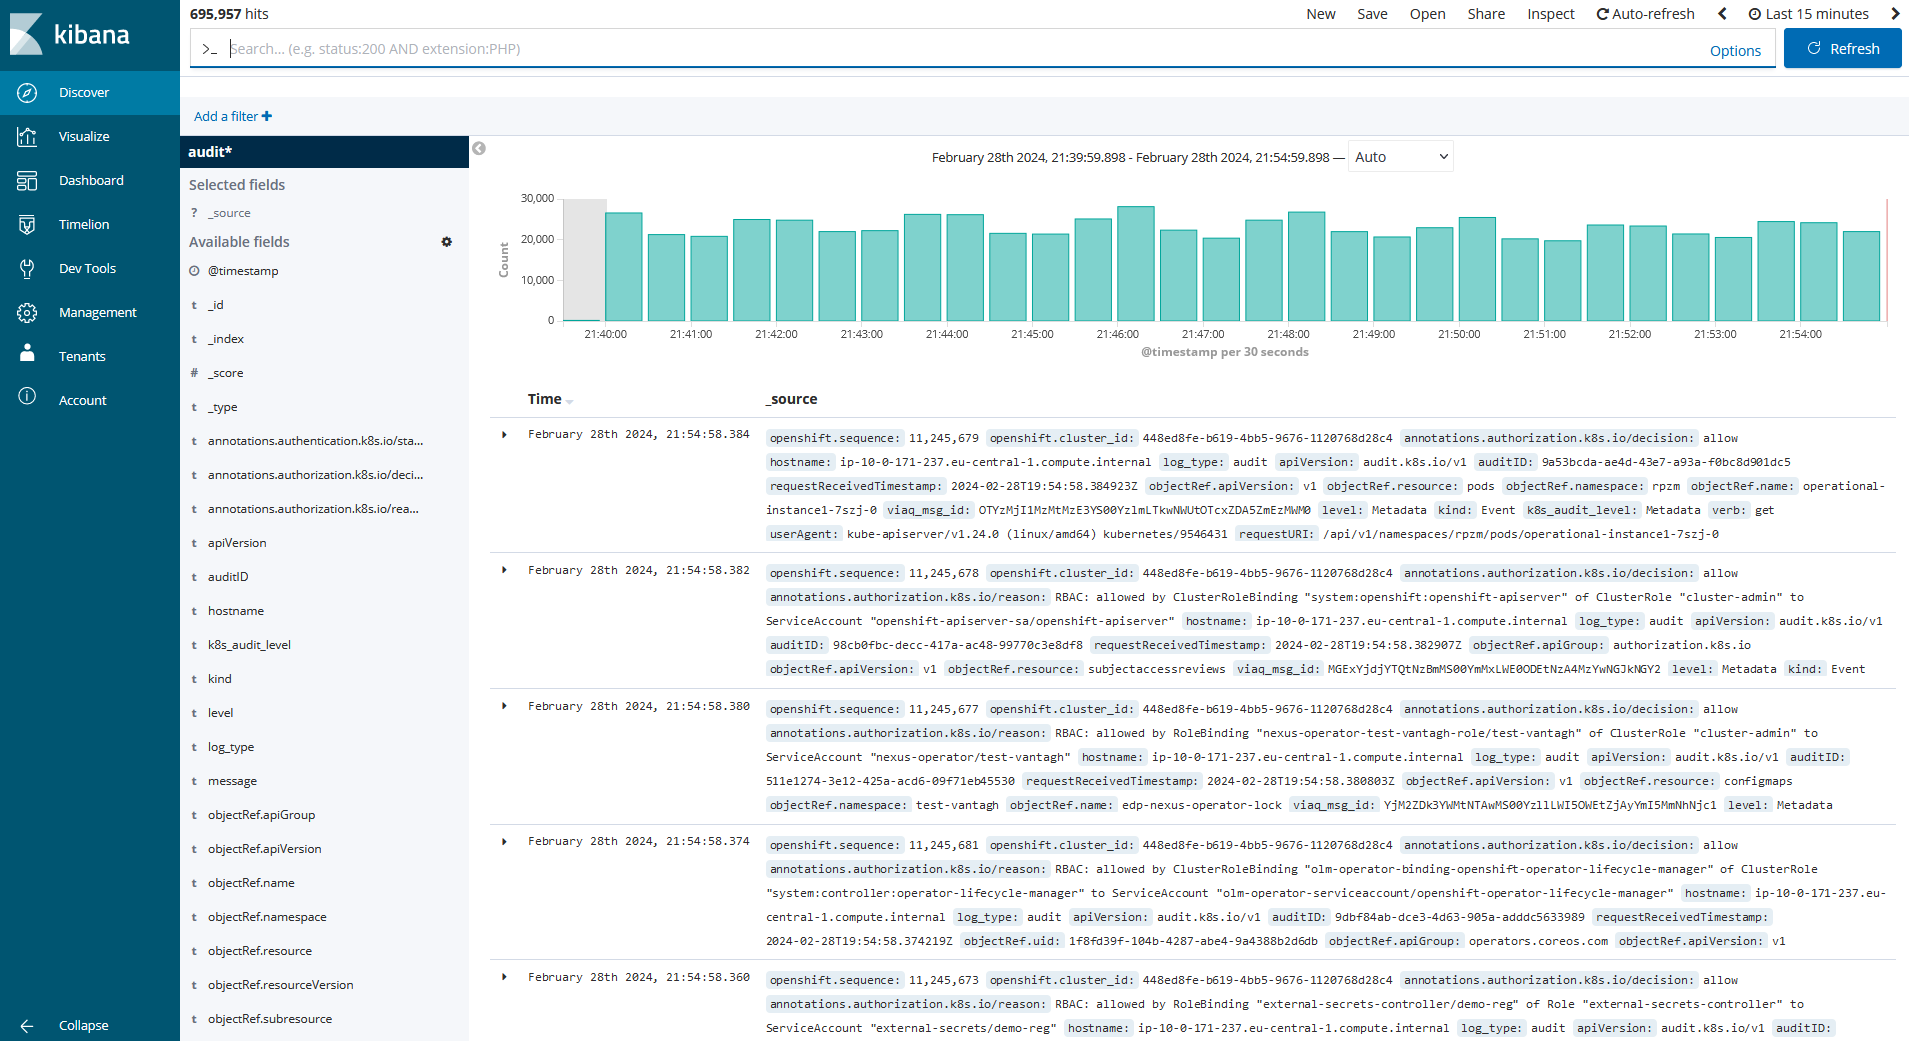 kibana
Discover
Visualize
Dashboard
Timelion
Dev Tools
Management
Tenants
Account
Collapse
695,957 hits
New Save Open Share Inspect Auto-refresh Last 15 minutes
>_ Search... (e.g. status:200 AND extension:PHP) Options Refresh
Add a filter +
audit*
Selected fields
? _source
Available fields
@timestamp
t _id
t _index
# _score
t _type
t annotations.authentication.k8s.io/sta...
t annotations.authorization.k8s.io/deci...
t annotations.authorization.k8s.io/rea...
t apiVersion
t auditID
t hostname
t k8s_audit_level
t kind
t level
t log_type
t message
t objectRef.apiGroup
t objectRef.apiVersion
t objectRef.name
t objectRef.namespace
t objectRef.resource
t objectRef.resourceVersion
t objectRef.subresource
February 28th 2024, 21:39:59.898 - February 28th 2024, 21:54:59.898 — Auto
30,000
20,000
10,000
0
Count
21:40:00 21:41:00 21:42:00 21:43:00 21:44:00 21:45:00 21:46:00 21:47:00 21:48:00 21:49:00 21:50:00 21:51:00 21:52:00 21:53:00 21:54:00
@timestamp per 30 seconds
Time _source
February 28th 2024, 21:54:58.384 openshift.sequence: 11,245,679 openshift.cluster_id: 448ed8fe-b619-4bb5-9676-1120768d28c4 annotations.authorization.k8s.io/decision: allow
hostname: ip-10-0-171-237.eu-central-1.compute.internal log_type: audit apiVersion: audit.k8s.io/v1 auditID: 9a53bcda-ae4d-43e7-a93a-f0bc8d901dc5
requestReceivedTimestamp: 2024-02-28T19:54:58.384923Z objectRef.apiVersion: v1 objectRef.resource: pods objectRef.namespace: rpzm objectRef.name: operational-
instance1-7szj-0 viaq_msg_id: OTYzMjI1MzMtMzE3YS00YzlmLTkwNWUtOTcxZDA5ZmEzMWM0 level: Metadata kind: Event k8s_audit_level: Metadata verb: get
userAgent: kube-apiserver/v1.24.0 (linux/amd64) kubernetes/9546431 requestURI: /api/v1/namespaces/rpzm/pods/operational-instance1-7szj-0
February 28th 2024, 21:54:58.382 openshift.sequence: 11,245,678 openshift.cluster_id: 448ed8fe-b619-4bb5-9676-1120768d28c4 annotations.authorization.k8s.io/decision: allow
annotations.authorization.k8s.io/reason: RBAC: allowed by ClusterRoleBinding "system:openshift:openshift-apiserver" of ClusterRole "cluster-admin" to
ServiceAccount "openshift-apiserver-sa/openshift-apiserver" hostname: ip-10-0-171-237.eu-central-1.compute.internal log_type: audit apiVersion: audit.k8s.io/v1
auditID: 98cb0fbc-decc-417a-ac48-99770c3e8df8 requestReceivedTimestamp: 2024-02-28T19:54:58.382907Z objectRef.apiGroup: authorization.k8s.io
objectRef.apiVersion: v1 objectRef.resource: subjectaccessreviews viaq_msg_id: MGExYjdjYTQtNzBmMS00YmMxLWE0ODEtNzA4MzYwNGJkNGY2 level: Metadata kind: Event
February 28th 2024, 21:54:58.380 openshift.sequence: 11,245,677 openshift.cluster_id: 448ed8fe-b619-4bb5-9676-1120768d28c4 annotations.authorization.k8s.io/decision: allow
annotations.authorization.k8s.io/reason: RBAC: allowed by RoleBinding "nexus-operator-test-vantagh-role/test-vantagh" of ClusterRole "cluster-admin" to
ServiceAccount "nexus-operator/test-vantagh" hostname: ip-10-0-171-237.eu-central-1.compute.internal log_type: audit apiVersion: audit.k8s.io/v1 auditID:
511e1274-3e12-425a-acd6-09f71eb45530 requestReceivedTimestamp: 2024-02-28T19:54:58.380803Z objectRef.apiVersion: v1 objectRef.resource: configmaps
objectRef.namespace: test-vantagh objectRef.name: edp-nexus-operator-lock viaq_msg_id: YjM2ZDk3YWMtNTAwMS00YzllLWI5OWEtZjAyYmI5MmNhNjc1 level: Metadata
February 28th 2024, 21:54:58.374 openshift.sequence: 11,245,681 openshift.cluster_id: 448ed8fe-b619-4bb5-9676-1120768d28c4 annotations.authorization.k8s.io/decision: allow
annotations.authorization.k8s.io/reason: RBAC: allowed by ClusterRoleBinding "olm-operator-binding-openshift-operator-lifecycle-manager" of ClusterRole
"system:controller:operator-lifecycle-manager" to ServiceAccount "olm-operator-serviceaccount/openshift-operator-lifecycle-manager" hostname: ip-10-0-171-237.eu-
central-1.compute.internal log_type: audit apiVersion: audit.k8s.io/v1 auditID: 9dbf84ab-dce3-4d63-905a-adddc5633989 requestReceivedTimestamp:
2024-02-28T19:54:58.374219Z objectRef.uid: 1f8fd39f-104b-4287-abe4-9a4388b2d6db objectRef.apiGroup: operators.coreos.com objectRef.apiVersion: v1
February 28th 2024, 21:54:58.360 openshift.sequence: 11,245,673 openshift.cluster_id: 448ed8fe-b619-4bb5-9676-1120768d28c4 annotations.authorization.k8s.io/decision: allow
annotations.authorization.k8s.io/reason: RBAC: allowed by RoleBinding "external-secrets-controller/demo-reg" of Role "external-secrets-controller" to
ServiceAccount "external-secrets/demo-reg" hostname: ip-10-0-171-237.eu-central-1.compute.internal log_type: audit apiVersion: audit.k8s.io/v1 auditID: